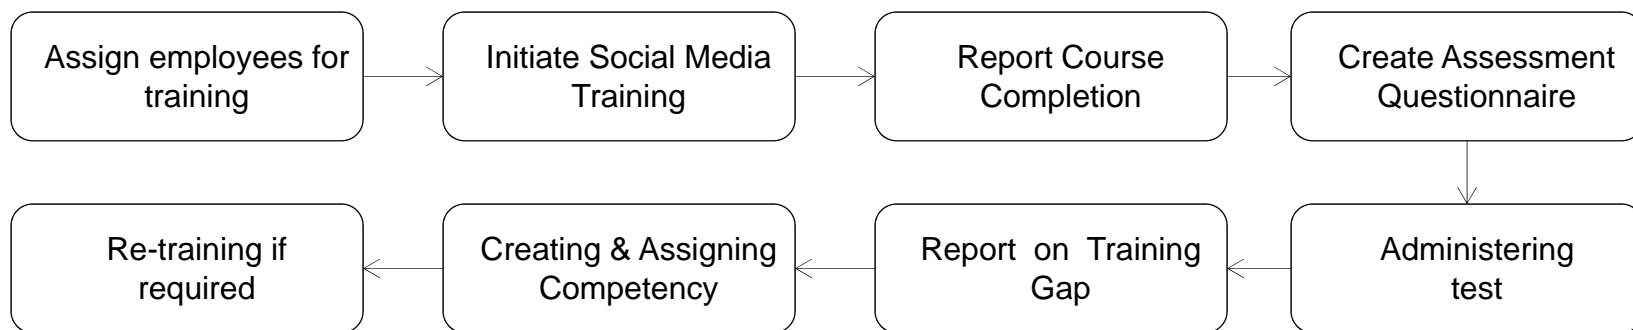 Assign employees for
training
Initiate Social Media
Training
Report Course
Completion
Create Assessment
Questionnaire
Administering
test
Report on Training
Gap
Creating & Assigning
Competency
Re-training if
required